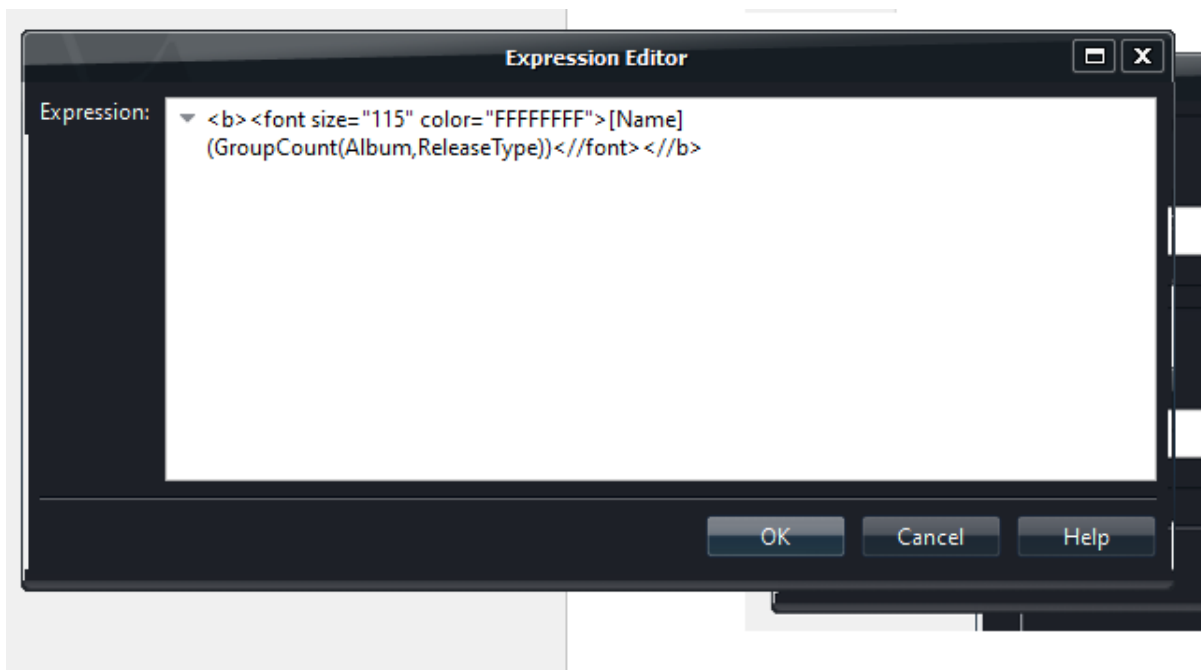 Expression Editor
Expression:
<b><font size="115" color="FFFFFFFF">[Name]
(GroupCount(Album,ReleaseType))<//font><//b>
OK Cancel Help